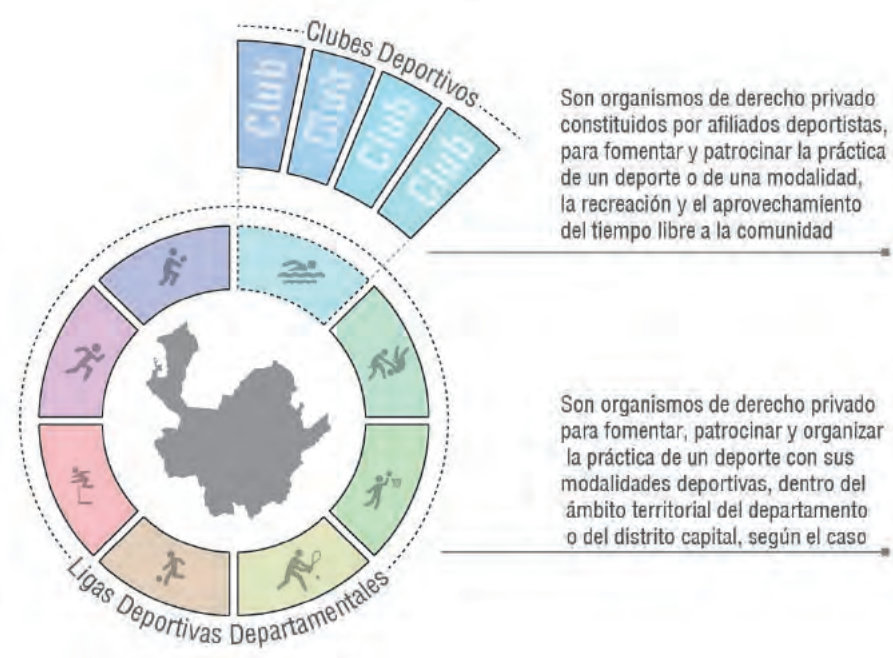 Clubes Deportivos
Club
Club
Club
Club
Son organismos de derecho privado
constituidos por afiliados deportistas,
para fomentar y patrocinar la práctica
de un deporte o de una modalidad,
la recreación y el aprovechamiento
del tiempo libre a la comunidad
Son organismos de derecho privado
para fomentar, patrocinar y organizar
la práctica de un deporte con sus
modalidades deportivas, dentro del
ámbito territorial del departamento
o del distrito capital, según el caso
Ligas Deportivas Departamentales